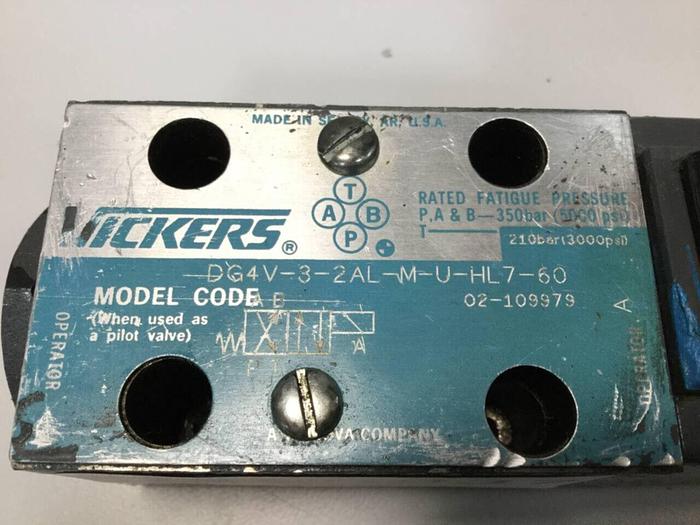 MADE IN AR, U.S.A.
VICKERS®
T
A B
P
RATED FATIGUE PRESSURE
P, A & B—350bar (5000 psi)
T— 210bar(3000psi)
DG4V-3-2AL-M-U-HL7-60
MODEL CODE
02-109979
(When used as
a pilot valve)
A B
A
P T
OPERATOR
OPERATOR A
A COMPANY